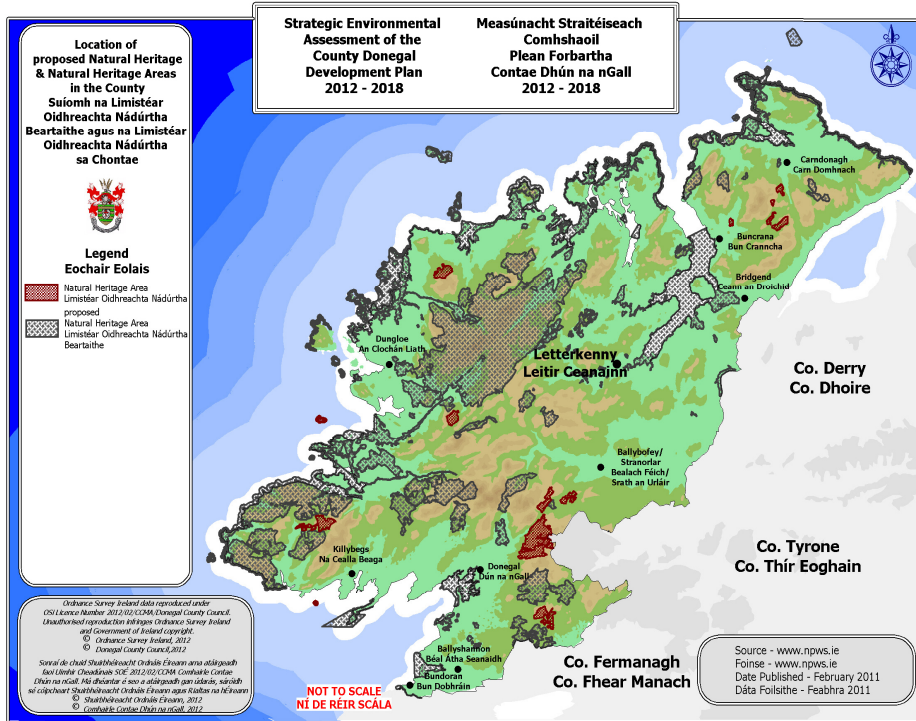 Strategic Environmental
Assessment of the
County Donegal
Development Plan
2012 - 2018
Measúnacht Straitéiseach
Comhshaoil
Plean Forbartha
Contae Dhún na nGall
2012 - 2018
Location of
proposed Natural Heritage
& Natural Heritage Areas
in the County
Suíomh na Limistéar
Oidhreachta Nádúrtha
Beartaithe agus na Limistéar
Oidhreachta Nádúrtha
sa Chontae
Legend
Eochair Eolais
Natural Heritage Area
Limistéar Oidhreachta Nádúrtha
proposed
Natural Heritage Area
Limistéar Oidhreachta Nádúrtha
Beartaithe
Carndonagh
Carn Domhnach
Buncrana
Bun Cranncha
Bridgend
Ceann an Droichid
Dungloe
An Clochán Liath
Letterkenny
Leitir Ceanainn
Co. Derry
Co. Dhoire
Ballybofey/
Stranorlar
Bealach Féich/
Srath an Urláir
Killybegs
Na Cealla Beaga
Donegal
Dún na nGall
Co. Tyrone
Co. Thír Eoghain
Ballyshannon
Béal Átha Seanaidh
Bundoran
Bun Dobhráin
Co. Fermanagh
Co. Fhear Manach
NOT TO SCALE
NÍ DE RÉIR SCÁLA
Ordnance Survey Ireland data reproduced under
OSI Licence Number 2012/02/CCMA/Donegal County Council.
Unauthorised reproduction infringes Ordnance Survey Ireland
and Government of Ireland copyright.
© Ordnance Survey Ireland, 2012
© Donegal County Council,2012
Sonraí de chuid Shuirbhéireacht Ordnáis Éireann arna atáirgeadh
faoi Uimhir Cheadúnais SOÉ 2012/02/CCMA Comhairle Contae
Dhún na nGall. Má dhéantar é seo a atáirgeadh gan údarás, sáróidh
sé cóipcheart Shuirbhéireacht Ordnáis Éireann agus Rialtas na hÉireann
© Shuirbhéireacht Ordnáis Éireann, 2012
© Comhairle Contae Dhún na nGall, 2012
Source - www.npws.ie
Foinse - www.npws.ie
Date Published - February 2011
Dáta Foilsithe - Feabhra 2011